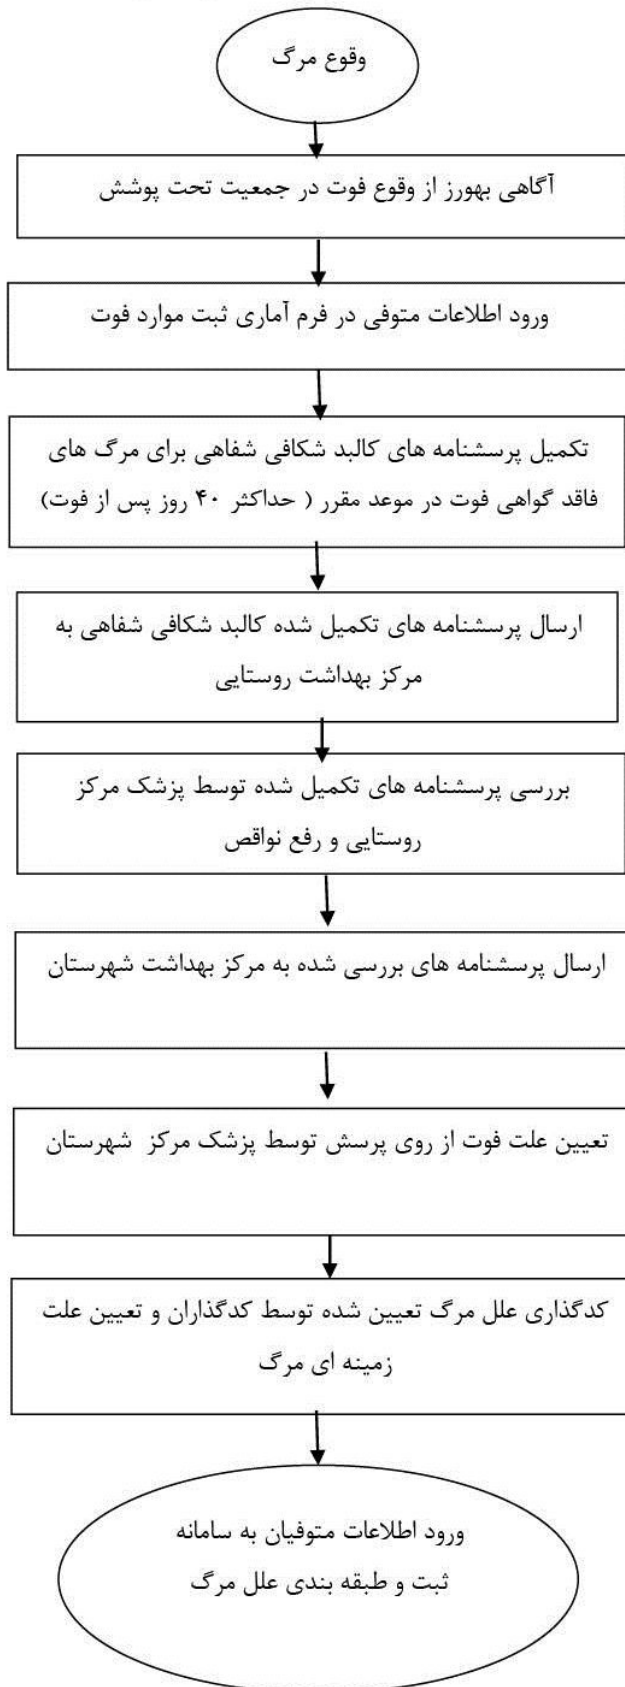 وقوع مرگ
آگاهی بهورز از وقوع فوت در جمعیت تحت پوشش
ورود اطلاعات متوفی در فرم آماری ثبت موارد فوت
تکمیل پرسشنامه های کالبد شکافی شفاهی برای مرگ های
فاقد گواهی فوت در موعد مقرر ( حداکثر ۴۰ روز پس از فوت)
ارسال پرسشنامه های تکمیل شده کالبد شکافی شفاهی به
مرکز بهداشت روستایی
بررسی پرسشنامه های تکمیل شده توسط پزشک مرکز
روستایی و رفع نواقص
ارسال پرسشنامه های بررسی شده به مرکز بهداشت شهرستان
تعیین علت فوت از روی پرسش توسط پزشک مرکز شهرستان
کدگذاری علل مرگ تعیین شده توسط کدگذاران و تعیین علت
زمینه ای مرگ
ورود اطلاعات متوفیان به سامانه
ثبت و طبقه بندی علل مرگ